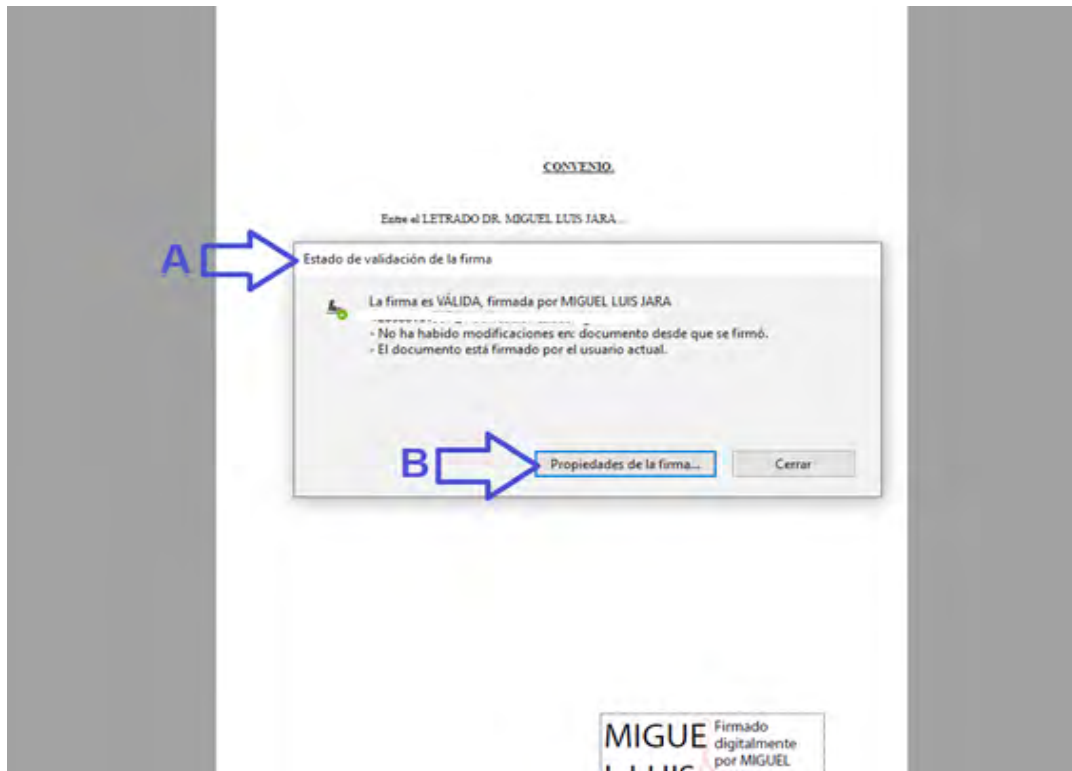 CONVENIO.
Entre el LETRADO DR. MIGUEL LUIS JARA...
A
Estado de validación de la firma
La firma es VÁLIDA, firmada por MIGUEL LUIS JARA
- No ha habido modificaciones en: documento desde que se firmó.
- El documento está firmado por el usuario actual.
B
Propiedades de la firma...
Cerrar
MIGUE
Firmado
digitalmente
por MIGUEL